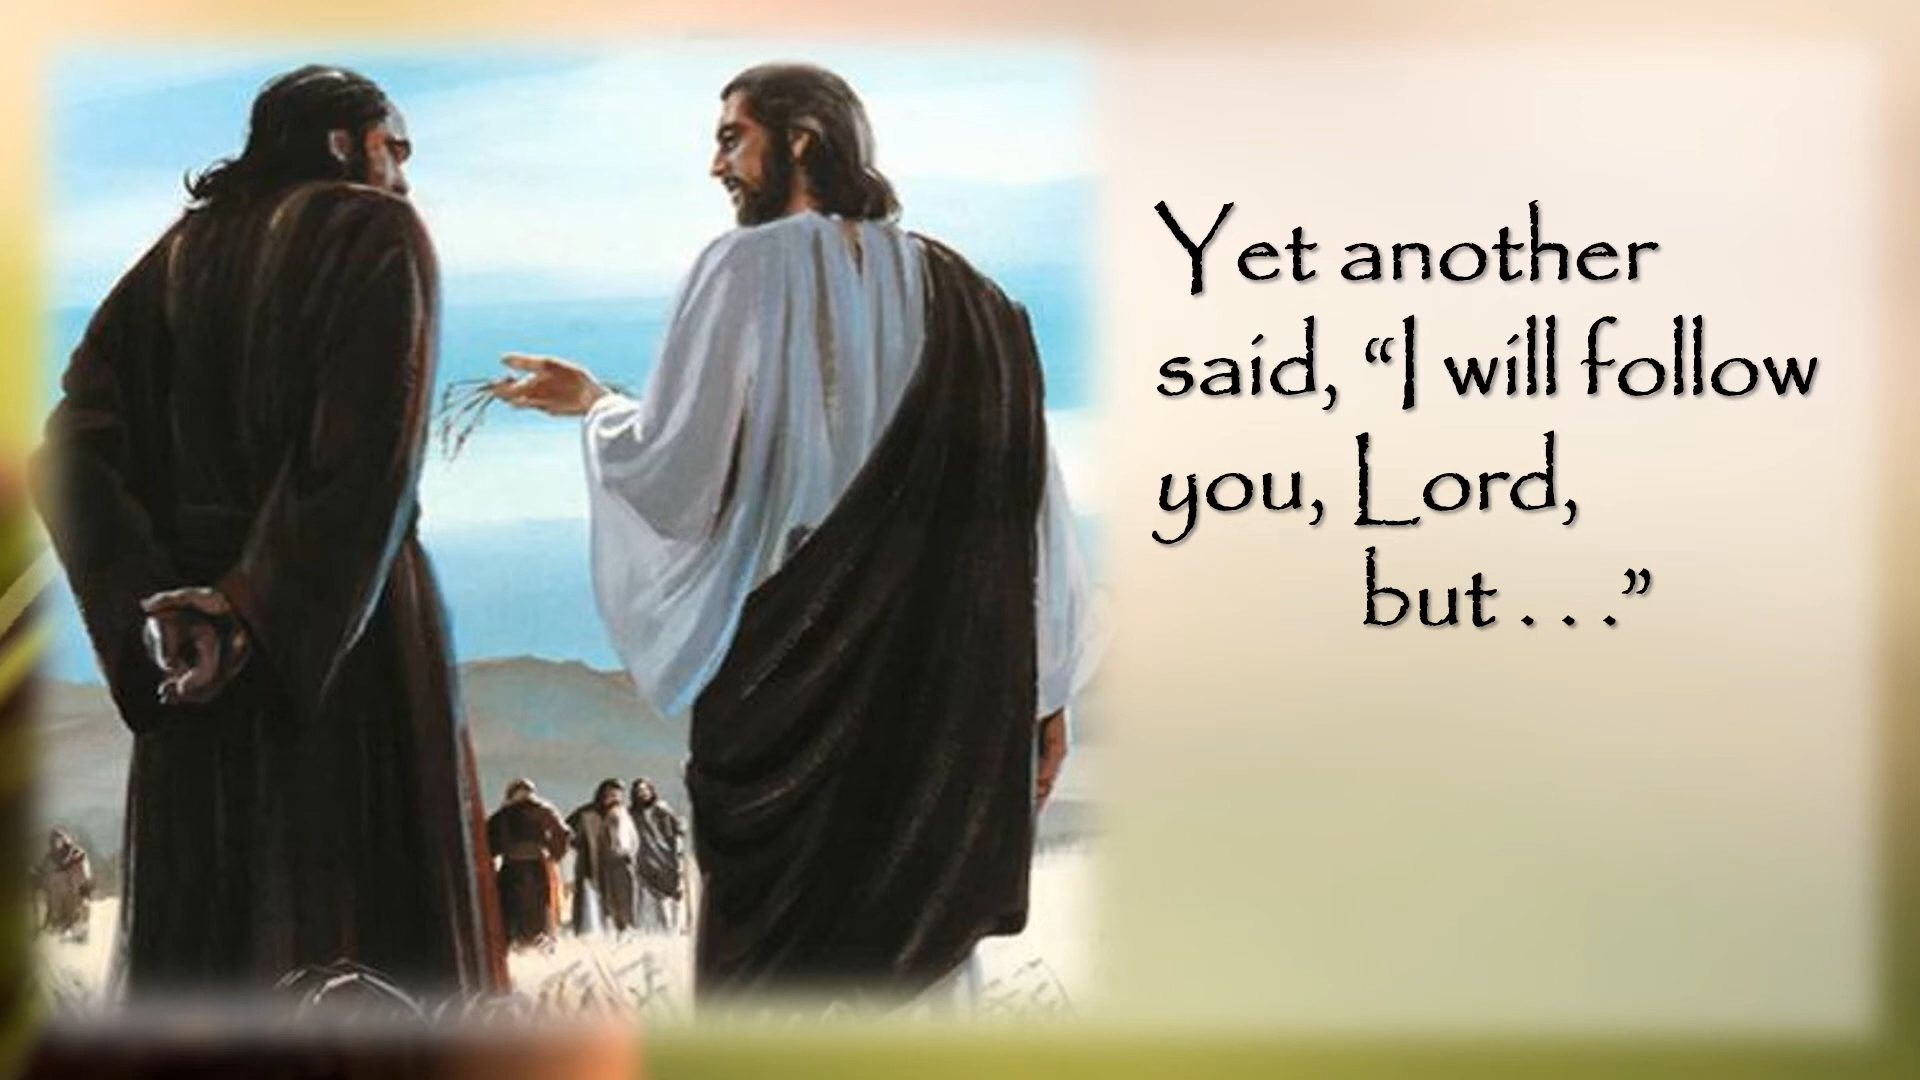 Yet another
said, “I will follow
you, Lord,
but . . .”